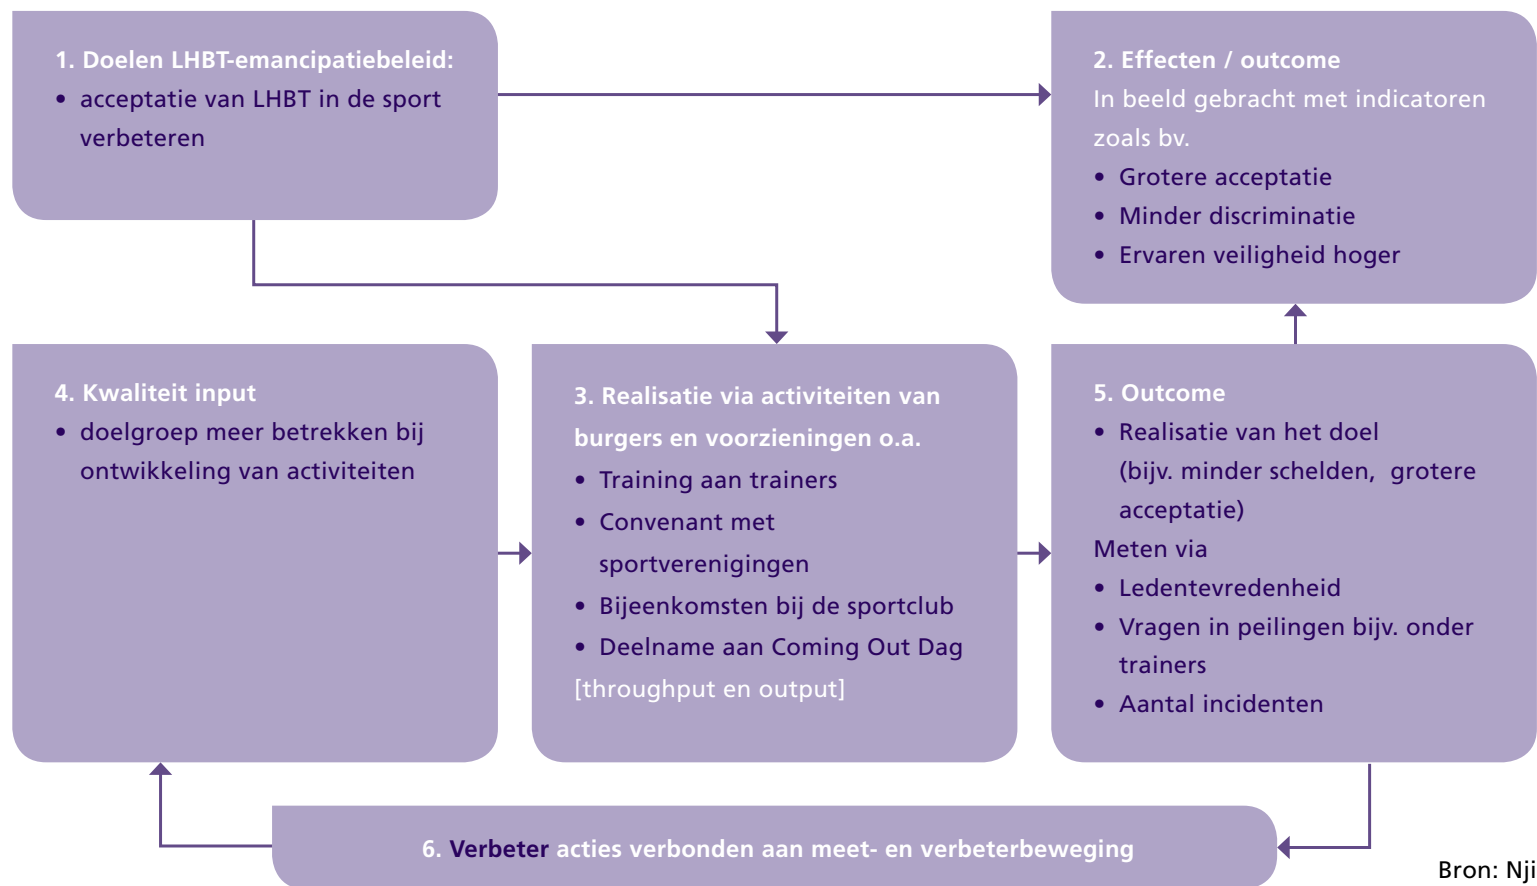 1. Doelen LHBT-emancipatiebeleid:
• acceptatie van LHBT in de sport
verbeteren
2. Effecten / outcome
In beeld gebracht met indicatoren
zoals bv.
• Grotere acceptatie
• Minder discriminatie
• Ervaren veiligheid hoger
4. Kwaliteit input
• doelgroep meer betrekken bij
ontwikkeling van activiteiten
3. Realisatie via activiteiten van
burgers en voorzieningen o.a.
• Training aan trainers
• Convenant met
sportverenigingen
• Bijeenkomsten bij de sportclub
• Deelname aan Coming Out Dag
[throughput en output]
5. Outcome
• Realisatie van het doel
(bijv. minder schelden, grotere
acceptatie)
Meten via
• Ledentevredenheid
• Vragen in peilingen bijv. onder
trainers
• Aantal incidenten
6. Verbeter acties verbonden aan meet- en verbeterbeweging
Bron: Nji